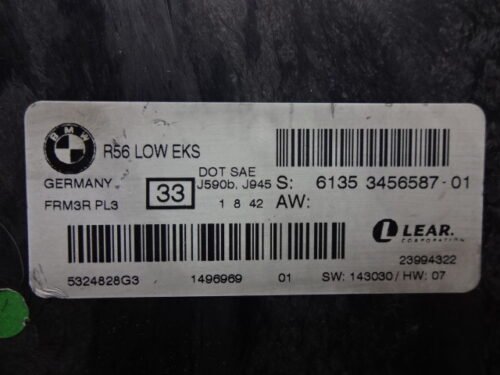 BMW
R56 LOW EKS
GERMANY
FRM3R PL3
33
DOT SAE
J590b, J945
1 8 42
S: 6135 3456587-01
AW:
LEAR.
CORPORATION
23994322
5324828G3 1496969 01 SW: 143030/HW: 07